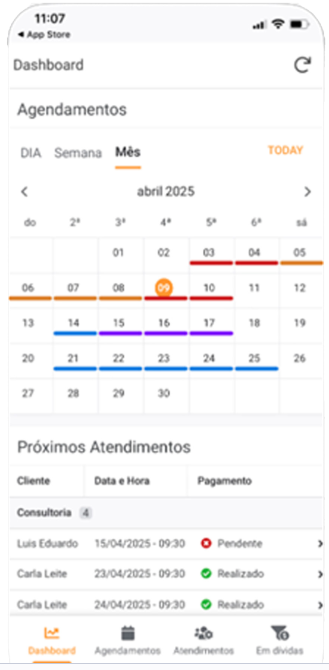 11:07
◀ App Store
Dashboard
Agendamentos
DIA Semana Mês TODAY
< abril 2025 >
do 2ª 3ª 4ª 5ª 6ª sá
01 02 03 04 05
06 07 08 09 10 11 12
13 14 15 16 17 18 19
20 21 22 23 24 25 26
27 28 29 30
Próximos Atendimentos
Cliente Data e Hora Pagamento
Consultoria 4
Luis Eduardo 15/04/2025 - 09:30 Pendente
Carla Leite 23/04/2025 - 09:30 Realizado
Carla Leite 24/04/2025 - 09:30 Realizado
Dashboard Agendamentos Atendimentos Em dívidas